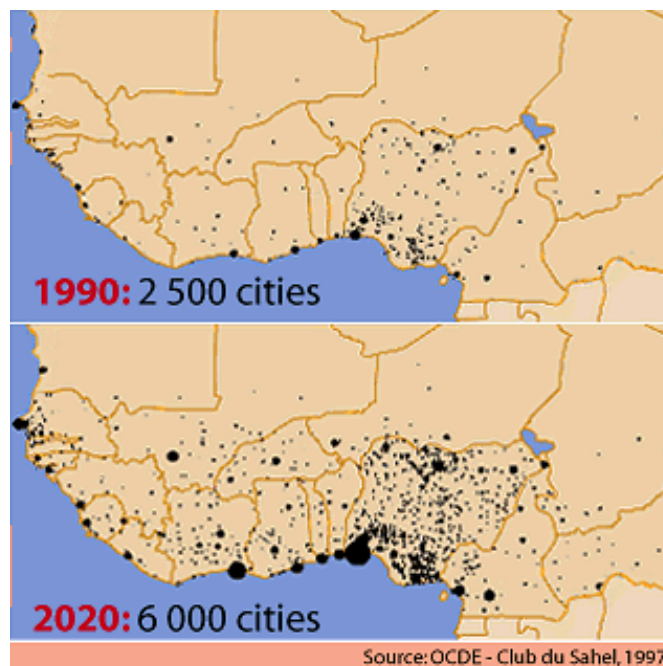 1990: 2 500 cities
2020: 6 000 cities
Source: OCDE - Club du Sahel, 1997